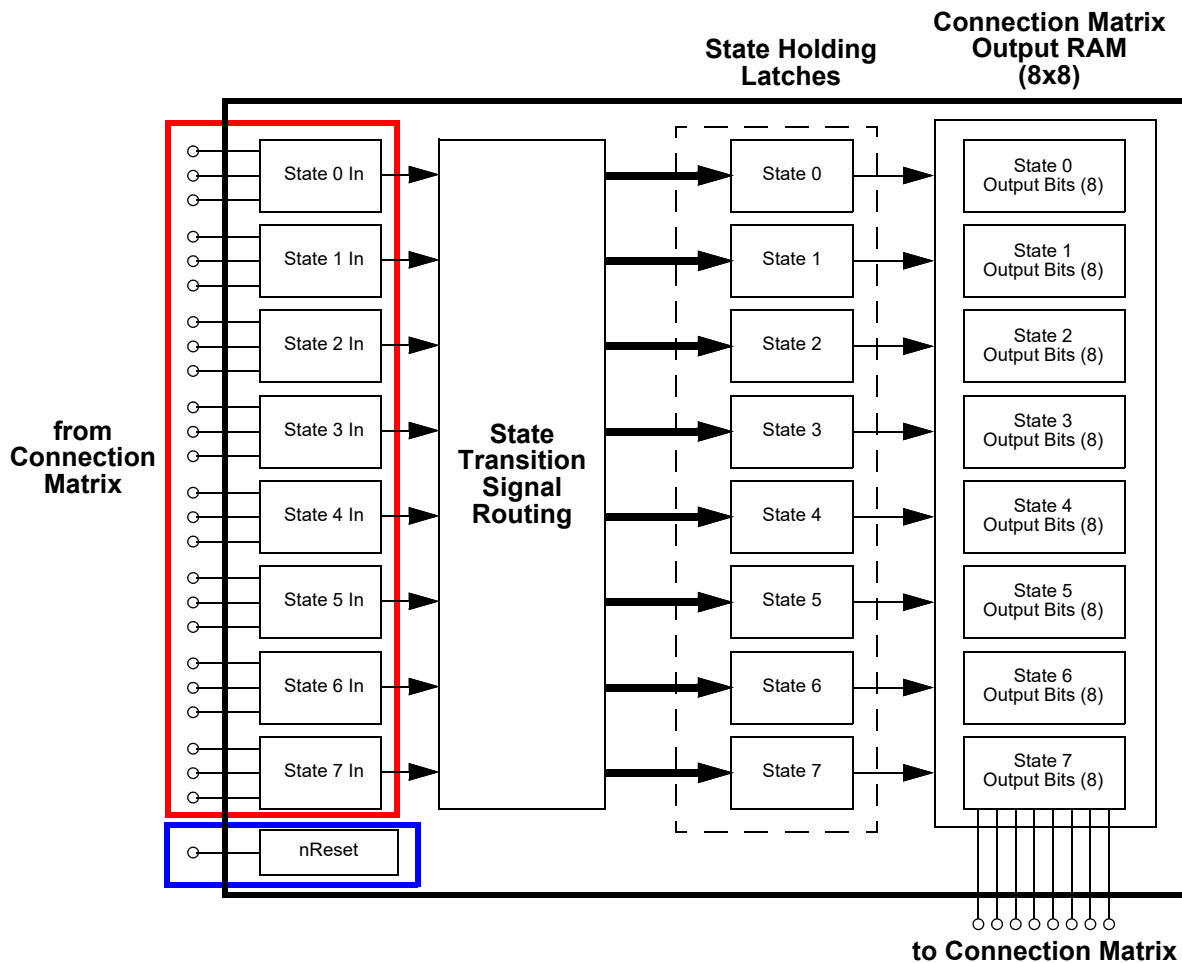 Connection Matrix
Output RAM
(8x8)
State Holding
Latches
from
Connection
Matrix
State 0 In
State 1 In
State 2 In
State 3 In
State 4 In
State 5 In
State 6 In
State 7 In
nReset
State
Transition
Signal
Routing
State 0
State 1
State 2
State 3
State 4
State 5
State 6
State 7
State 0
Output Bits (8)
State 1
Output Bits (8)
State 2
Output Bits (8)
State 3
Output Bits (8)
State 4
Output Bits (8)
State 5
Output Bits (8)
State 6
Output Bits (8)
State 7
Output Bits (8)
to Connection Matrix